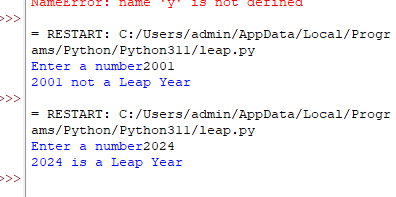 NameError: name 'y' is not defined
>>>
= RESTART: C:/Users/admin/AppData/Local/Progr
ams/Python/Python311/leap.py
Enter a number2001
2001 not a Leap Year
>>>
= RESTART: C:/Users/admin/AppData/Local/Progr
ams/Python/Python311/leap.py
Enter a number2024
2024 is a Leap Year
>>>